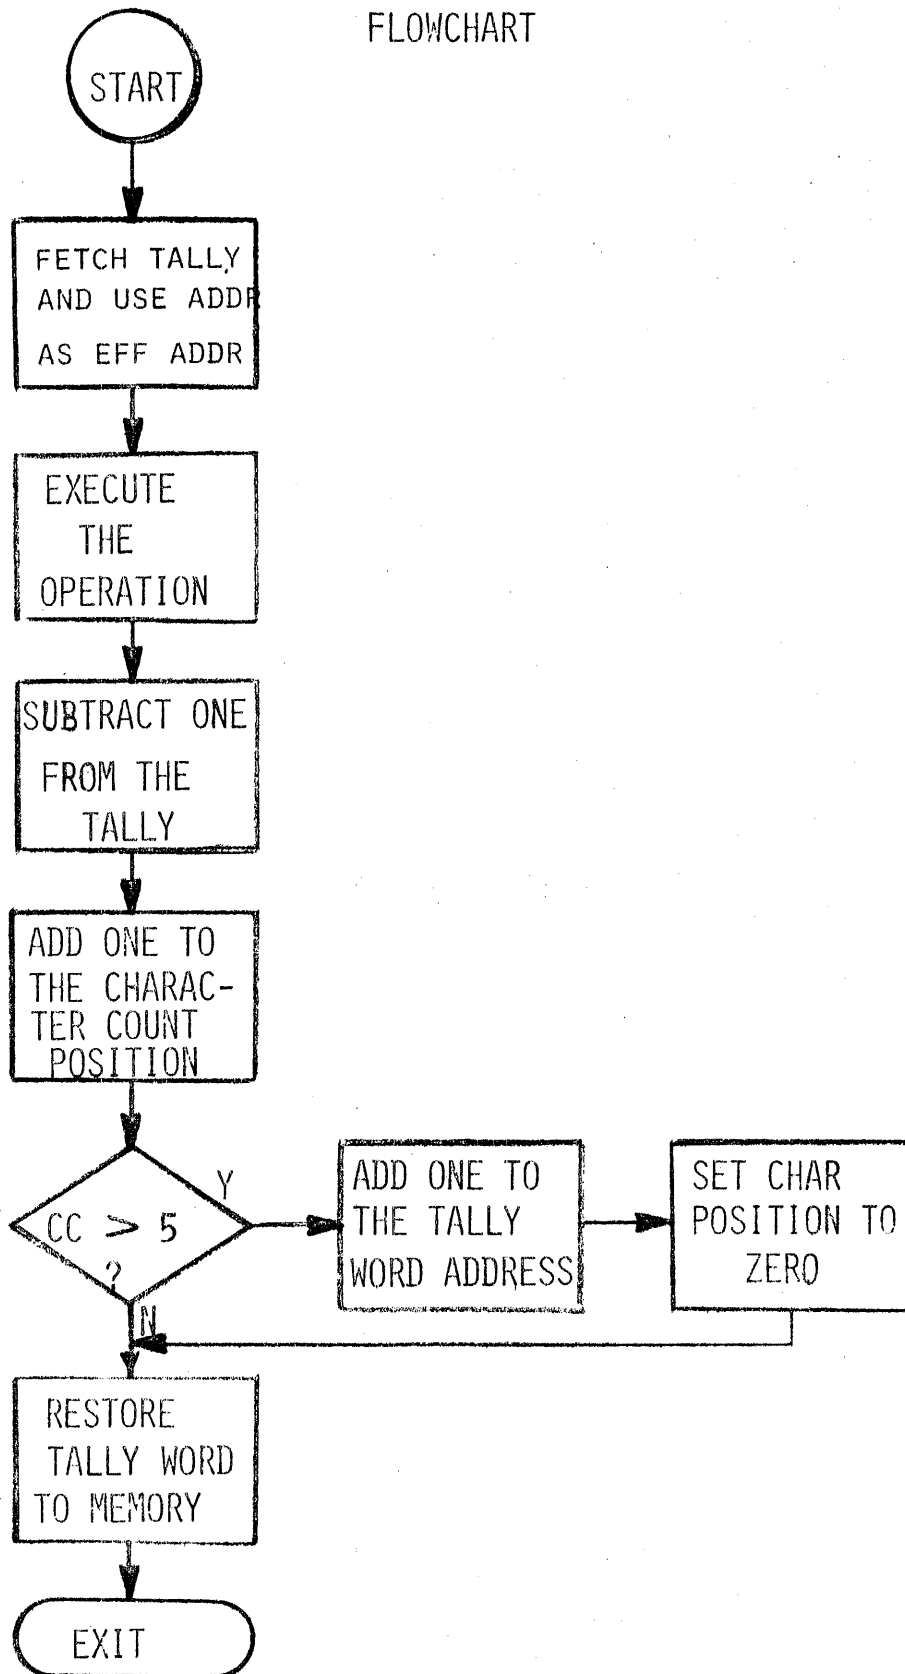 FLOWCHART
START
FETCH TALLY
AND USE ADDR
AS EFF ADDR
EXECUTE
THE
OPERATION
SUBTRACT ONE
FROM THE
TALLY
ADD ONE TO
THE CHARAC-
TER COUNT
POSITION
CC > 5
?
Y
ADD ONE TO
THE TALLY
WORD ADDRESS
SET CHAR
POSITION TO
ZERO
N
RESTORE
TALLY WORD
TO MEMORY
EXIT